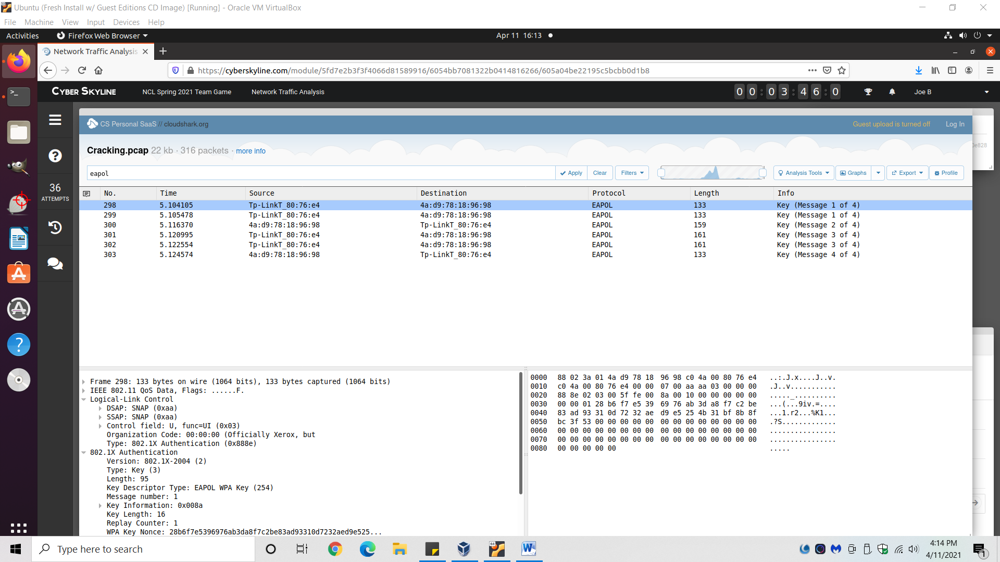 Ubuntu (Fresh Install w/ Guest Editions CD Image) [Running] - Oracle VM VirtualBox
File Machine View Input Devices Help
Activities Firefox Web Browser Apr 11 16:13
Network Traffic Analysis
https://cyberskyline.com/module/5fd7e2b3f3f4066d81589916/6054bb7081322b0414816266/605a04be22195c5bcbb0d1b8
CYBER SKYLINE NCL Spring 2021 Team Game Network Traffic Analysis 0 0 : 0 3 : 4 6 : 0 Joe B
CS Personal SaaS // cloudshark.org Guest upload is turned off Log In
Cracking.pcap 22 kb · 316 packets · more info
0e828
eapol Apply Clear Filters Analysis Tools Graphs Export Profile
36
ATTEMPTS
No. Time Source Destination Protocol Length Info
298 5.104105 Tp-LinkT_80:76:e4 4a:d9:78:18:96:98 EAPOL 133 Key (Message 1 of 4)
299 5.105478 Tp-LinkT_80:76:e4 4a:d9:78:18:96:98 EAPOL 133 Key (Message 1 of 4)
300 5.116370 4a:d9:78:18:96:98 Tp-LinkT_80:76:e4 EAPOL 159 Key (Message 2 of 4)
301 5.120995 Tp-LinkT_80:76:e4 4a:d9:78:18:96:98 EAPOL 161 Key (Message 3 of 4)
302 5.122554 Tp-LinkT_80:76:e4 4a:d9:78:18:96:98 EAPOL 161 Key (Message 3 of 4)
303 5.124574 4a:d9:78:18:96:98 Tp-LinkT_80:76:e4 EAPOL 133 Key (Message 4 of 4)
Frame 298: 133 bytes on wire (1064 bits), 133 bytes captured (1064 bits)
IEEE 802.11 QoS Data, Flags: ......F.
Logical-Link Control
DSAP: SNAP (0xaa)
SSAP: SNAP (0xaa)
Control field: U, func=UI (0x03)
Organization Code: 00:00:00 (Officially Xerox, but
Type: 802.1X Authentication (0x888e)
802.1X Authentication
Version: 802.1X-2004 (2)
Type: Key (3)
Length: 95
Key Descriptor Type: EAPOL WPA Key (254)
Message number: 1
Key Information: 0x008a
Key Length: 16
Replay Counter: 1
WPA Key Nonce: 28b6f7e5396976ab3da8f7c2be83ad93310d7232aed9e525...
0000 88 02 3a 01 4a d9 78 18 96 98 c0 4a 00 80 76 e4 ..:.J.x....J..v.
0010 c0 4a 00 80 76 e4 00 00 07 00 aa aa 03 00 00 00 .J..v...........
0020 88 8e 02 03 00 5f fe 00 8a 00 10 00 00 00 00 00 ....._..........
0030 00 00 01 28 b6 f7 e5 39 69 76 ab 3d a8 f7 c2 be ...(...9iv.=....
0040 83 ad 93 31 0d 72 32 ae d9 e5 25 4b 31 bf 8b 8f ...1.r2...%K1...
0050 bc 3f 53 00 00 00 00 00 00 00 00 00 00 00 00 00 .?S.............
0060 00 00 00 00 00 00 00 00 00 00 00 00 00 00 00 00 ................
0070 00 00 00 00 00 00 00 00 00 00 00 00 00 00 00 00 ................
0080 00 00 00 00 00 .....
Type here to search
64
4:14 PM
4/11/2021
1